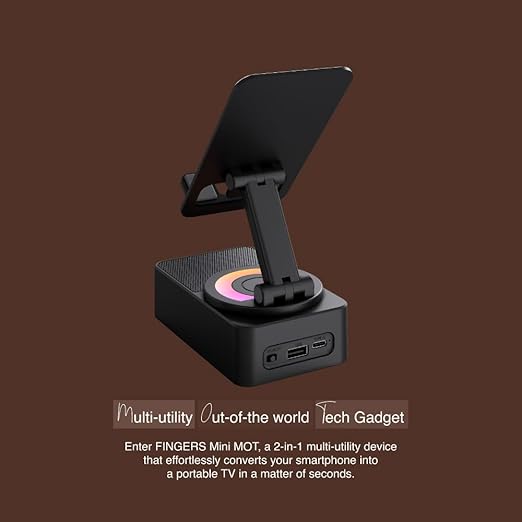 Multi-utility Out-of-the world Tech Gadget
Enter FINGERS Mini MOT, a 2-in-1 multi-utility device
that effortlessly converts your smartphone into
a portable TV in a matter of seconds.